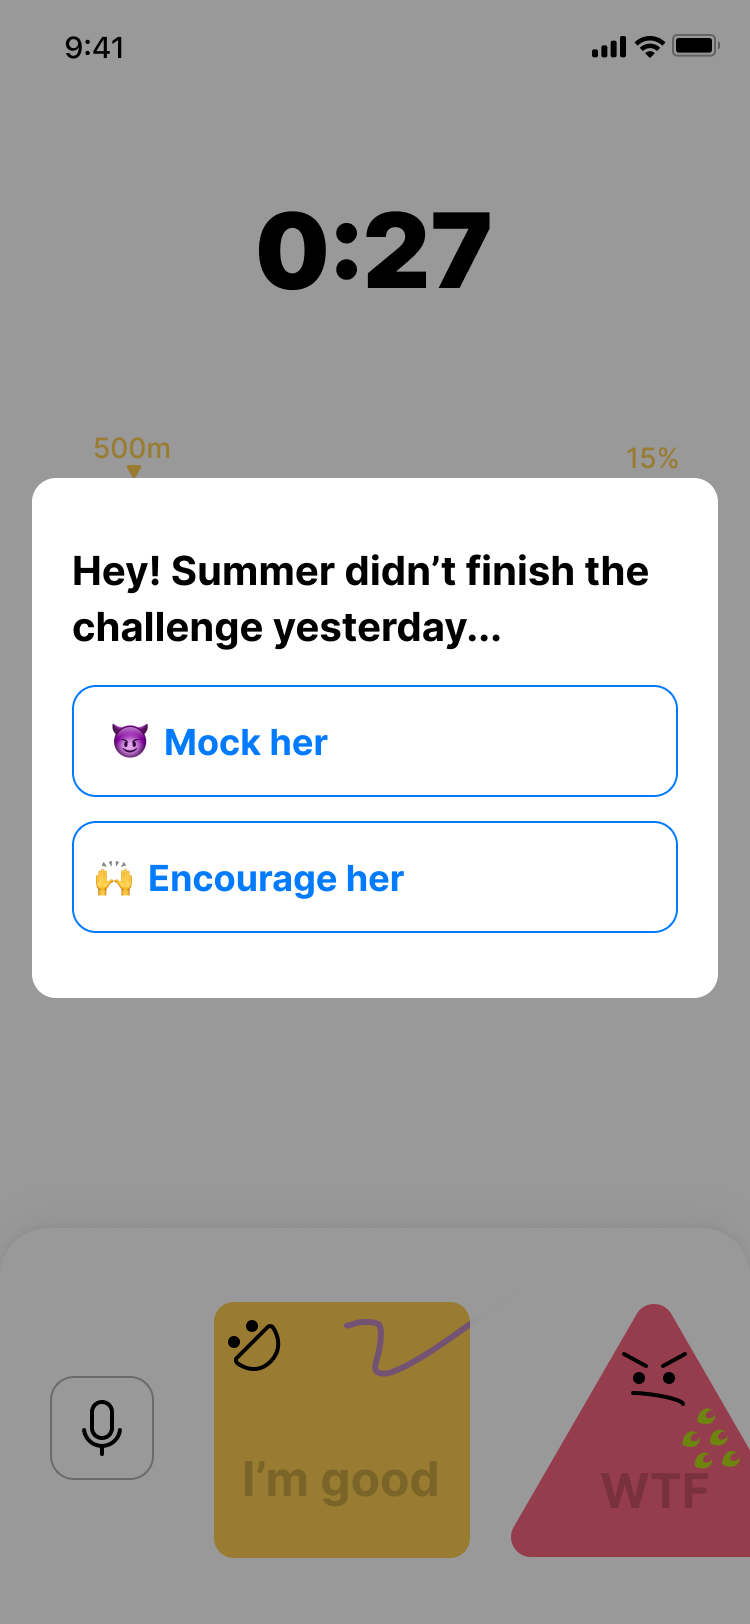 9:41
0:27
500m
15%
Hey! Summer didn’t finish the
challenge yesterday...
😈 Mock her
🙌 Encourage her
I’m good
WTF